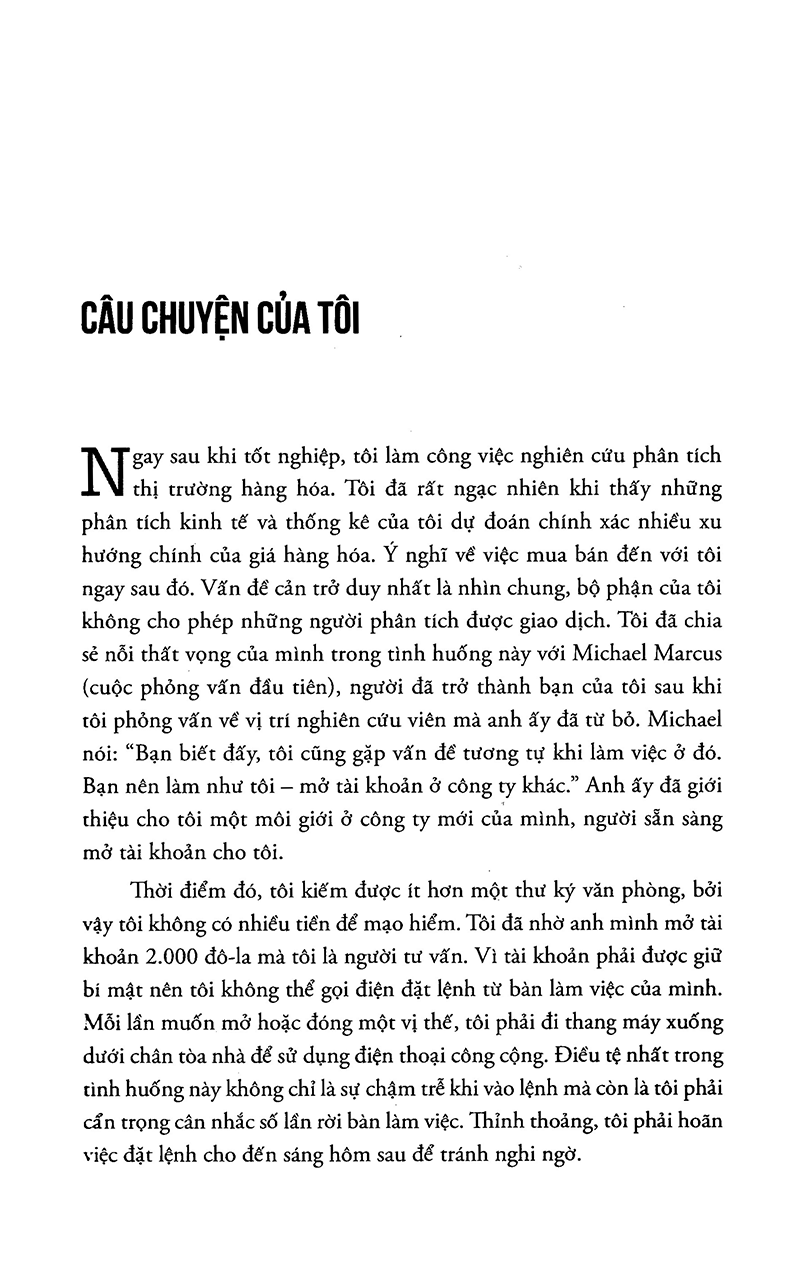 CÂU CHUYỆN CỦA TÔI
Ngay sau khi tốt nghiệp, tôi làm công việc nghiên cứu phân tích
thị trường hàng hóa. Tôi đã rất ngạc nhiên khi thấy những
phân tích kinh tế và thống kê của tôi dự đoán chính xác nhiều xu
hướng chính của giá hàng hóa. Ý nghĩ về việc mua bán đến với tôi
ngay sau đó. Vấn đề cản trở duy nhất là nhìn chung, bộ phận của tôi
không cho phép những người phân tích được giao dịch. Tôi đã chia
sẻ nỗi thất vọng của mình trong tình huống này với Michael Marcus
(cuộc phỏng vấn đầu tiên), người đã trở thành bạn của tôi sau khi
tôi phỏng vấn về vị trí nghiên cứu viên mà anh ấy đã từ bỏ. Michael
nói: “Bạn biết đấy, tôi cũng gặp vấn đề tương tự khi làm việc ở đó.
Bạn nên làm như tôi – mở tài khoản ở công ty khác.” Anh ấy đã giới
thiệu cho tôi một môi giới ở công ty mới của mình, người sẵn sàng
mở tài khoản cho tôi.
Thời điểm đó, tôi kiếm được ít hơn một thư ký văn phòng, bởi
vậy tôi không có nhiều tiền để mạo hiểm. Tôi đã nhờ anh mình mở tài
khoản 2.000 đô-la mà tôi là người tư vấn. Vì tài khoản phải được giữ
bí mật nên tôi không thể gọi điện đặt lệnh từ bàn làm việc của mình.
Mỗi lần muốn mở hoặc đóng một vị thế, tôi phải đi thang máy xuống
dưới chân tòa nhà để sử dụng điện thoại công cộng. Điều tệ nhất trong
tình huống này không chỉ là sự chậm trễ khi vào lệnh mà còn là tôi phải
cẩn trọng cân nhắc số lần rời bàn làm việc. Thỉnh thoảng, tôi phải hoãn
việc đặt lệnh cho đến sáng hôm sau để tránh nghi ngờ.